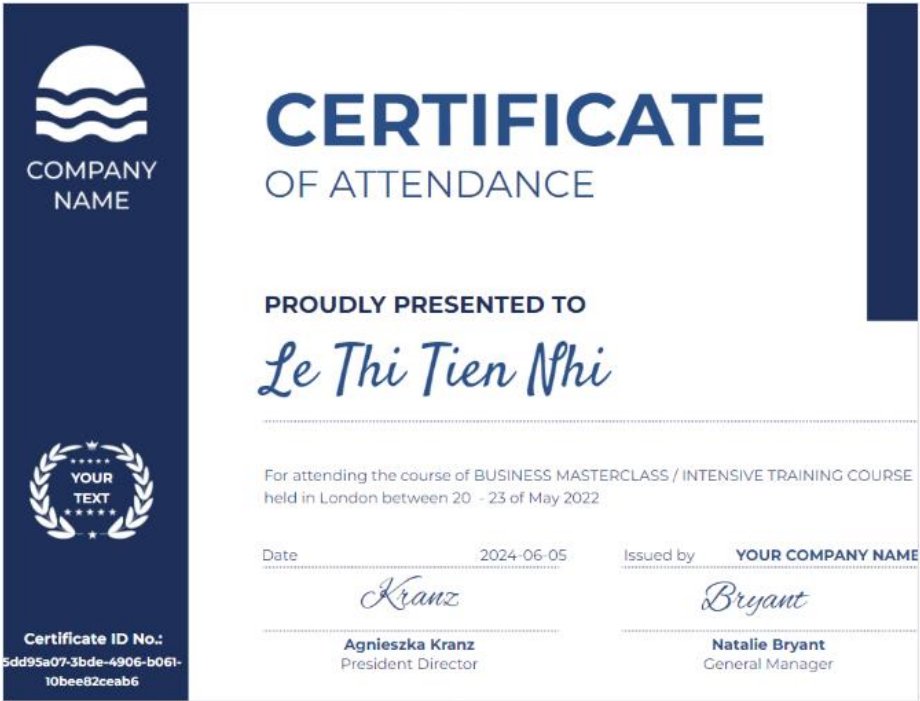 COMPANY
NAME
CERTIFICATE
OF ATTENDANCE
PROUDLY PRESENTED TO
Le Thi Tien Nhi
YOUR
TEXT
For attending the course of BUSINESS MASTERCLASS / INTENSIVE TRAINING COURSE
held in London between 20 - 23 of May 2022
Date 2024-06-05 Issued by YOUR COMPANY NAME
Kranz Bryant
Agnieszka Kranz Natalie Bryant
President Director General Manager
Certificate ID No.:
5dd95a07-3bde-4906-b061-
10bee82ceab6